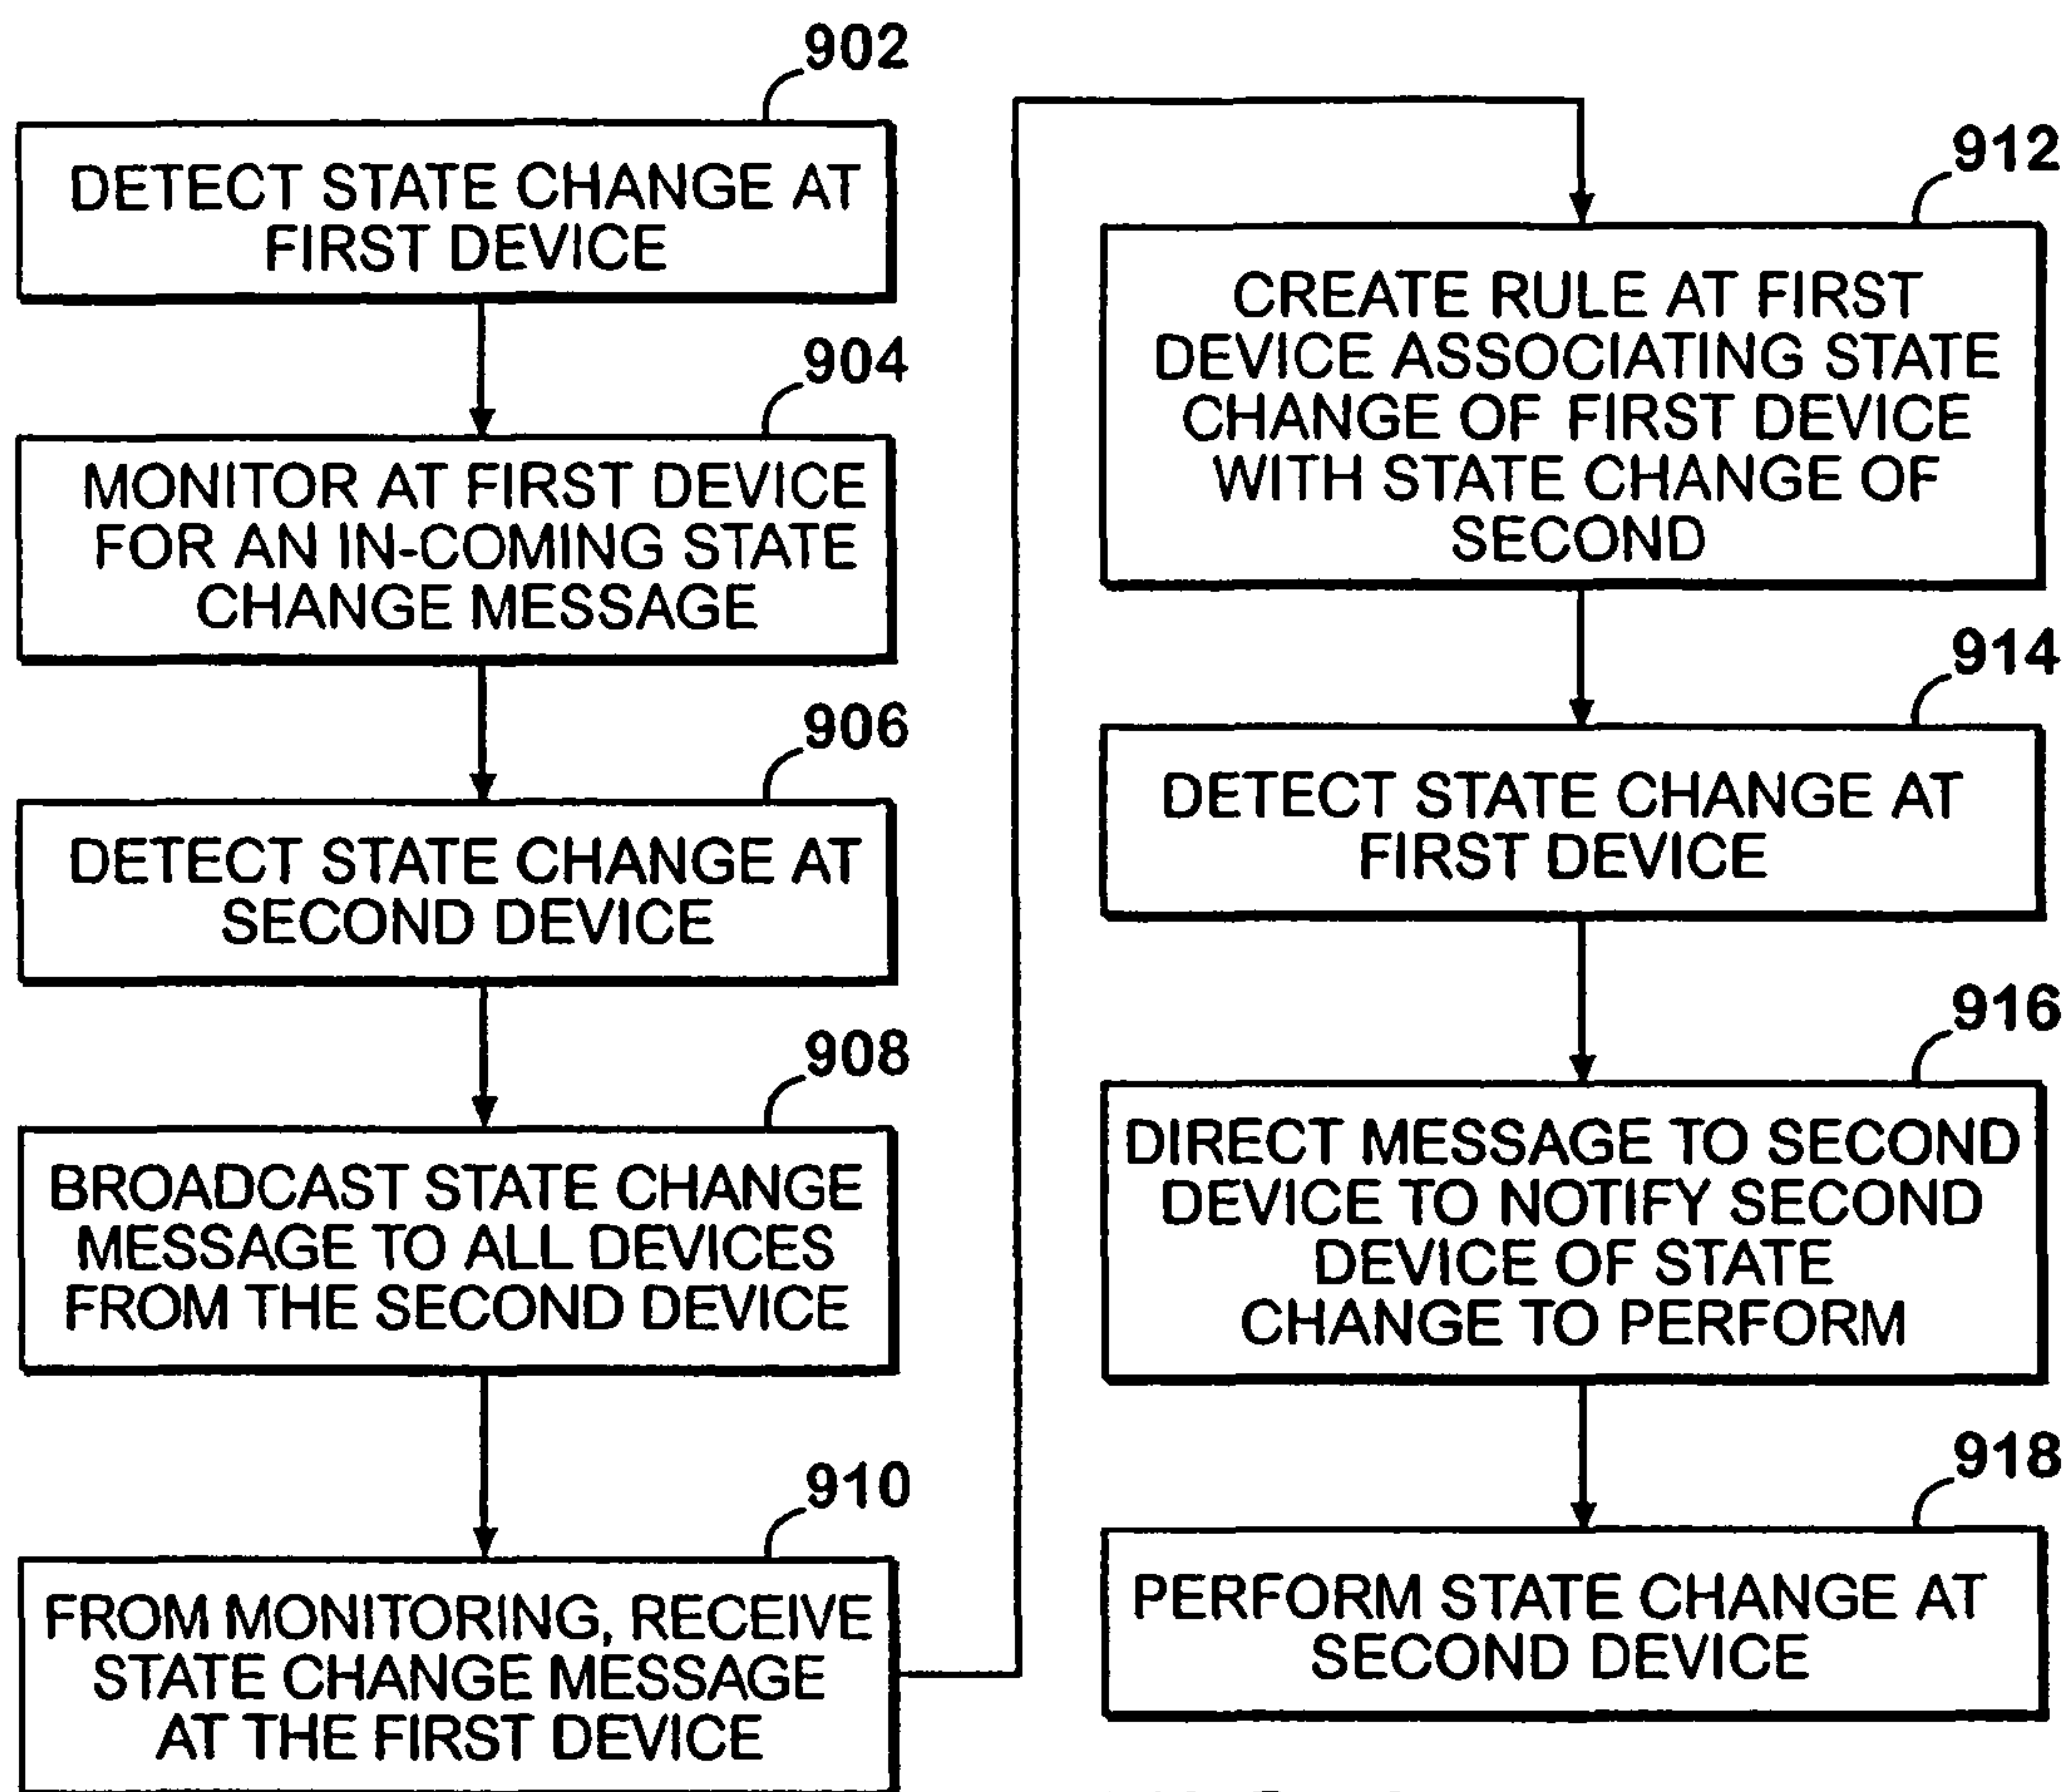 902
DETECT STATE CHANGE AT
FIRST DEVICE
904
MONITOR AT FIRST DEVICE
FOR AN IN-COMING STATE
CHANGE MESSAGE
906
DETECT STATE CHANGE AT
SECOND DEVICE
908
BROADCAST STATE CHANGE
MESSAGE TO ALL DEVICES
FROM THE SECOND DEVICE
910
FROM MONITORING, RECEIVE
STATE CHANGE MESSAGE
AT THE FIRST DEVICE
912
CREATE RULE AT FIRST
DEVICE ASSOCIATING STATE
CHANGE OF FIRST DEVICE
WITH STATE CHANGE OF
SECOND
914
DETECT STATE CHANGE AT
FIRST DEVICE
916
DIRECT MESSAGE TO SECOND
DEVICE TO NOTIFY SECOND
DEVICE OF STATE
CHANGE TO PERFORM
918
PERFORM STATE CHANGE AT
SECOND DEVICE